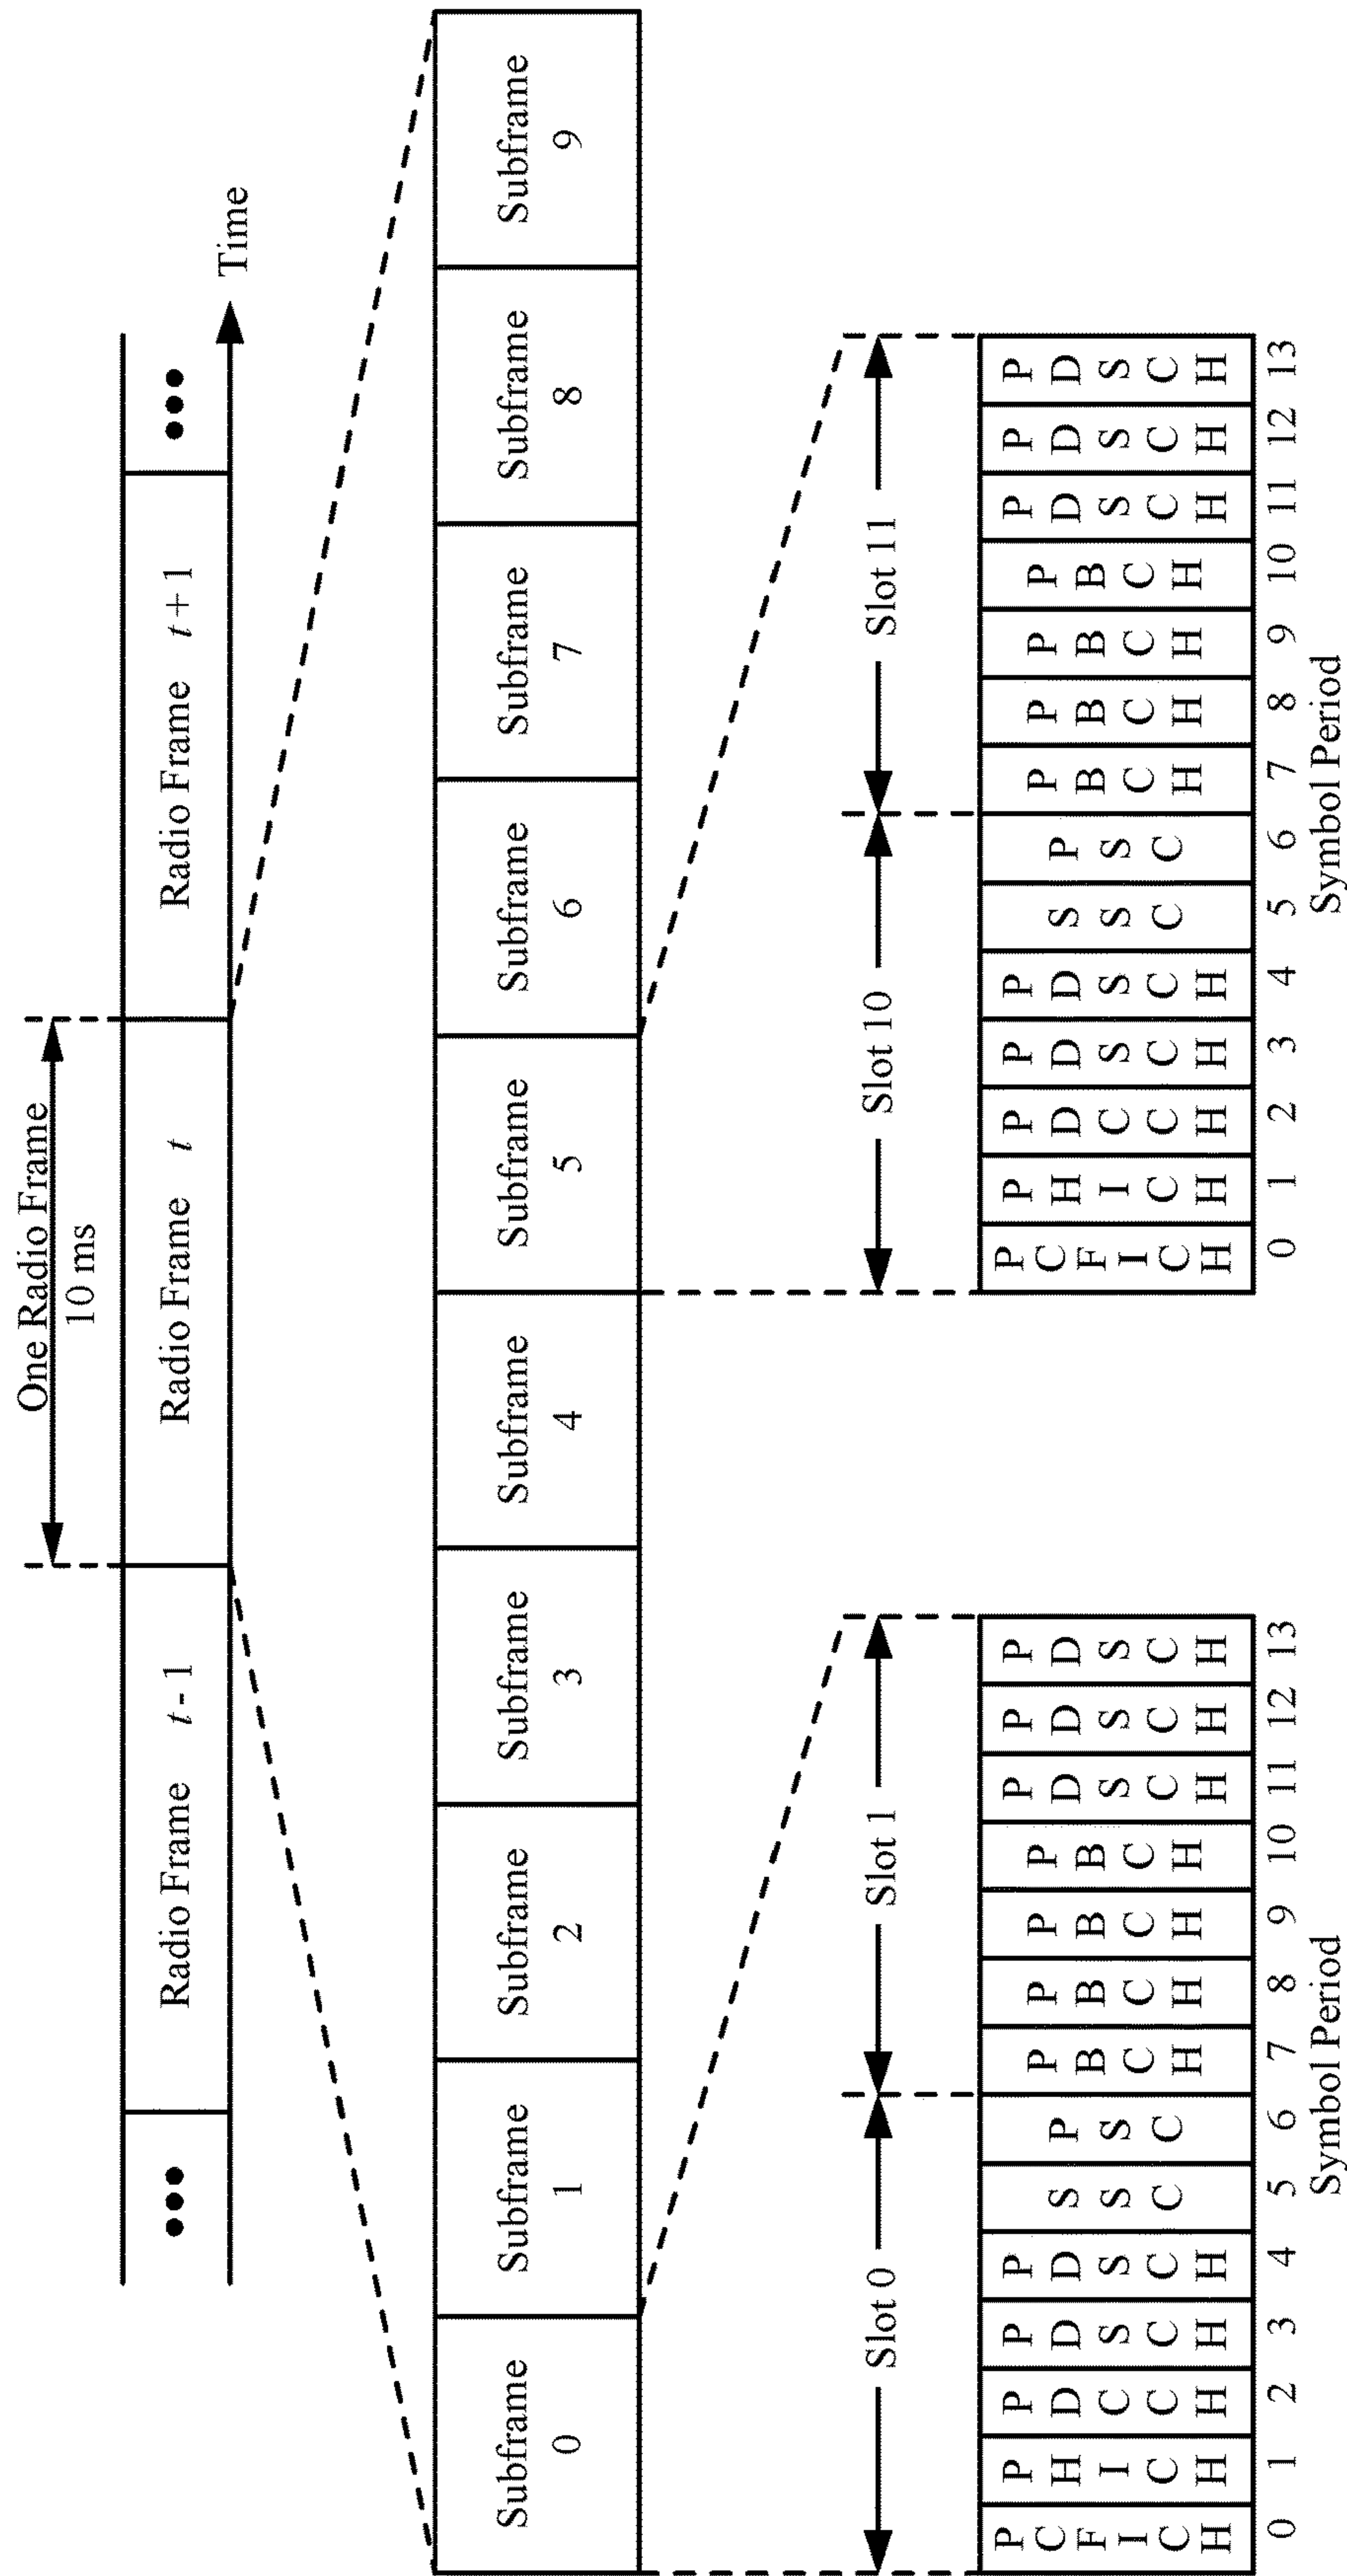 One Radio Frame
10 ms
••• Radio Frame t - 1 Radio Frame t Radio Frame t + 1 •••
Time
Subframe 0
Subframe 1
Subframe 2
Subframe 3
Subframe 4
Subframe 5
Subframe 6
Subframe 7
Subframe 8
Subframe 9
Slot 0
Slot 1
PCFICH
PHICH
PDCCH
PDSCH
PDSCH
SSC
PSC
PBCH
PBCH
PBCH
PBCH
PDSCH
PDSCH
PDSCH
0 1 2 3 4 5 6 7 8 9 10 11 12 13
Symbol Period
Slot 10
Slot 11
PCFICH
PHICH
PDCCH
PDSCH
PDSCH
SSC
PSC
PBCH
PBCH
PBCH
PBCH
PDSCH
PDSCH
PDSCH
0 1 2 3 4 5 6 7 8 9 10 11 12 13
Symbol Period